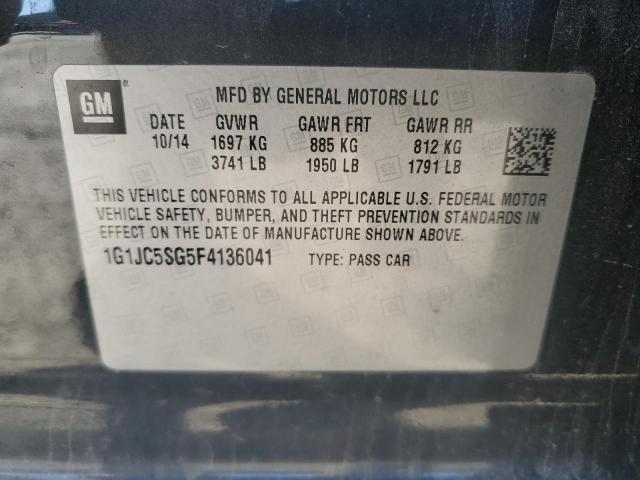 GM
MFD BY GENERAL MOTORS LLC
DATE GVWR GAWR FRT GAWR RR
10/14 1697 KG 885 KG 812 KG
3741 LB 1950 LB 1791 LB
THIS VEHICLE CONFORMS TO ALL APPLICABLE U.S. FEDERAL MOTOR
VEHICLE SAFETY, BUMPER, AND THEFT PREVENTION STANDARDS IN
EFFECT ON THE DATE OF MANUFACTURE SHOWN ABOVE.
1G1JC5SG5F4136041 TYPE: PASS CAR